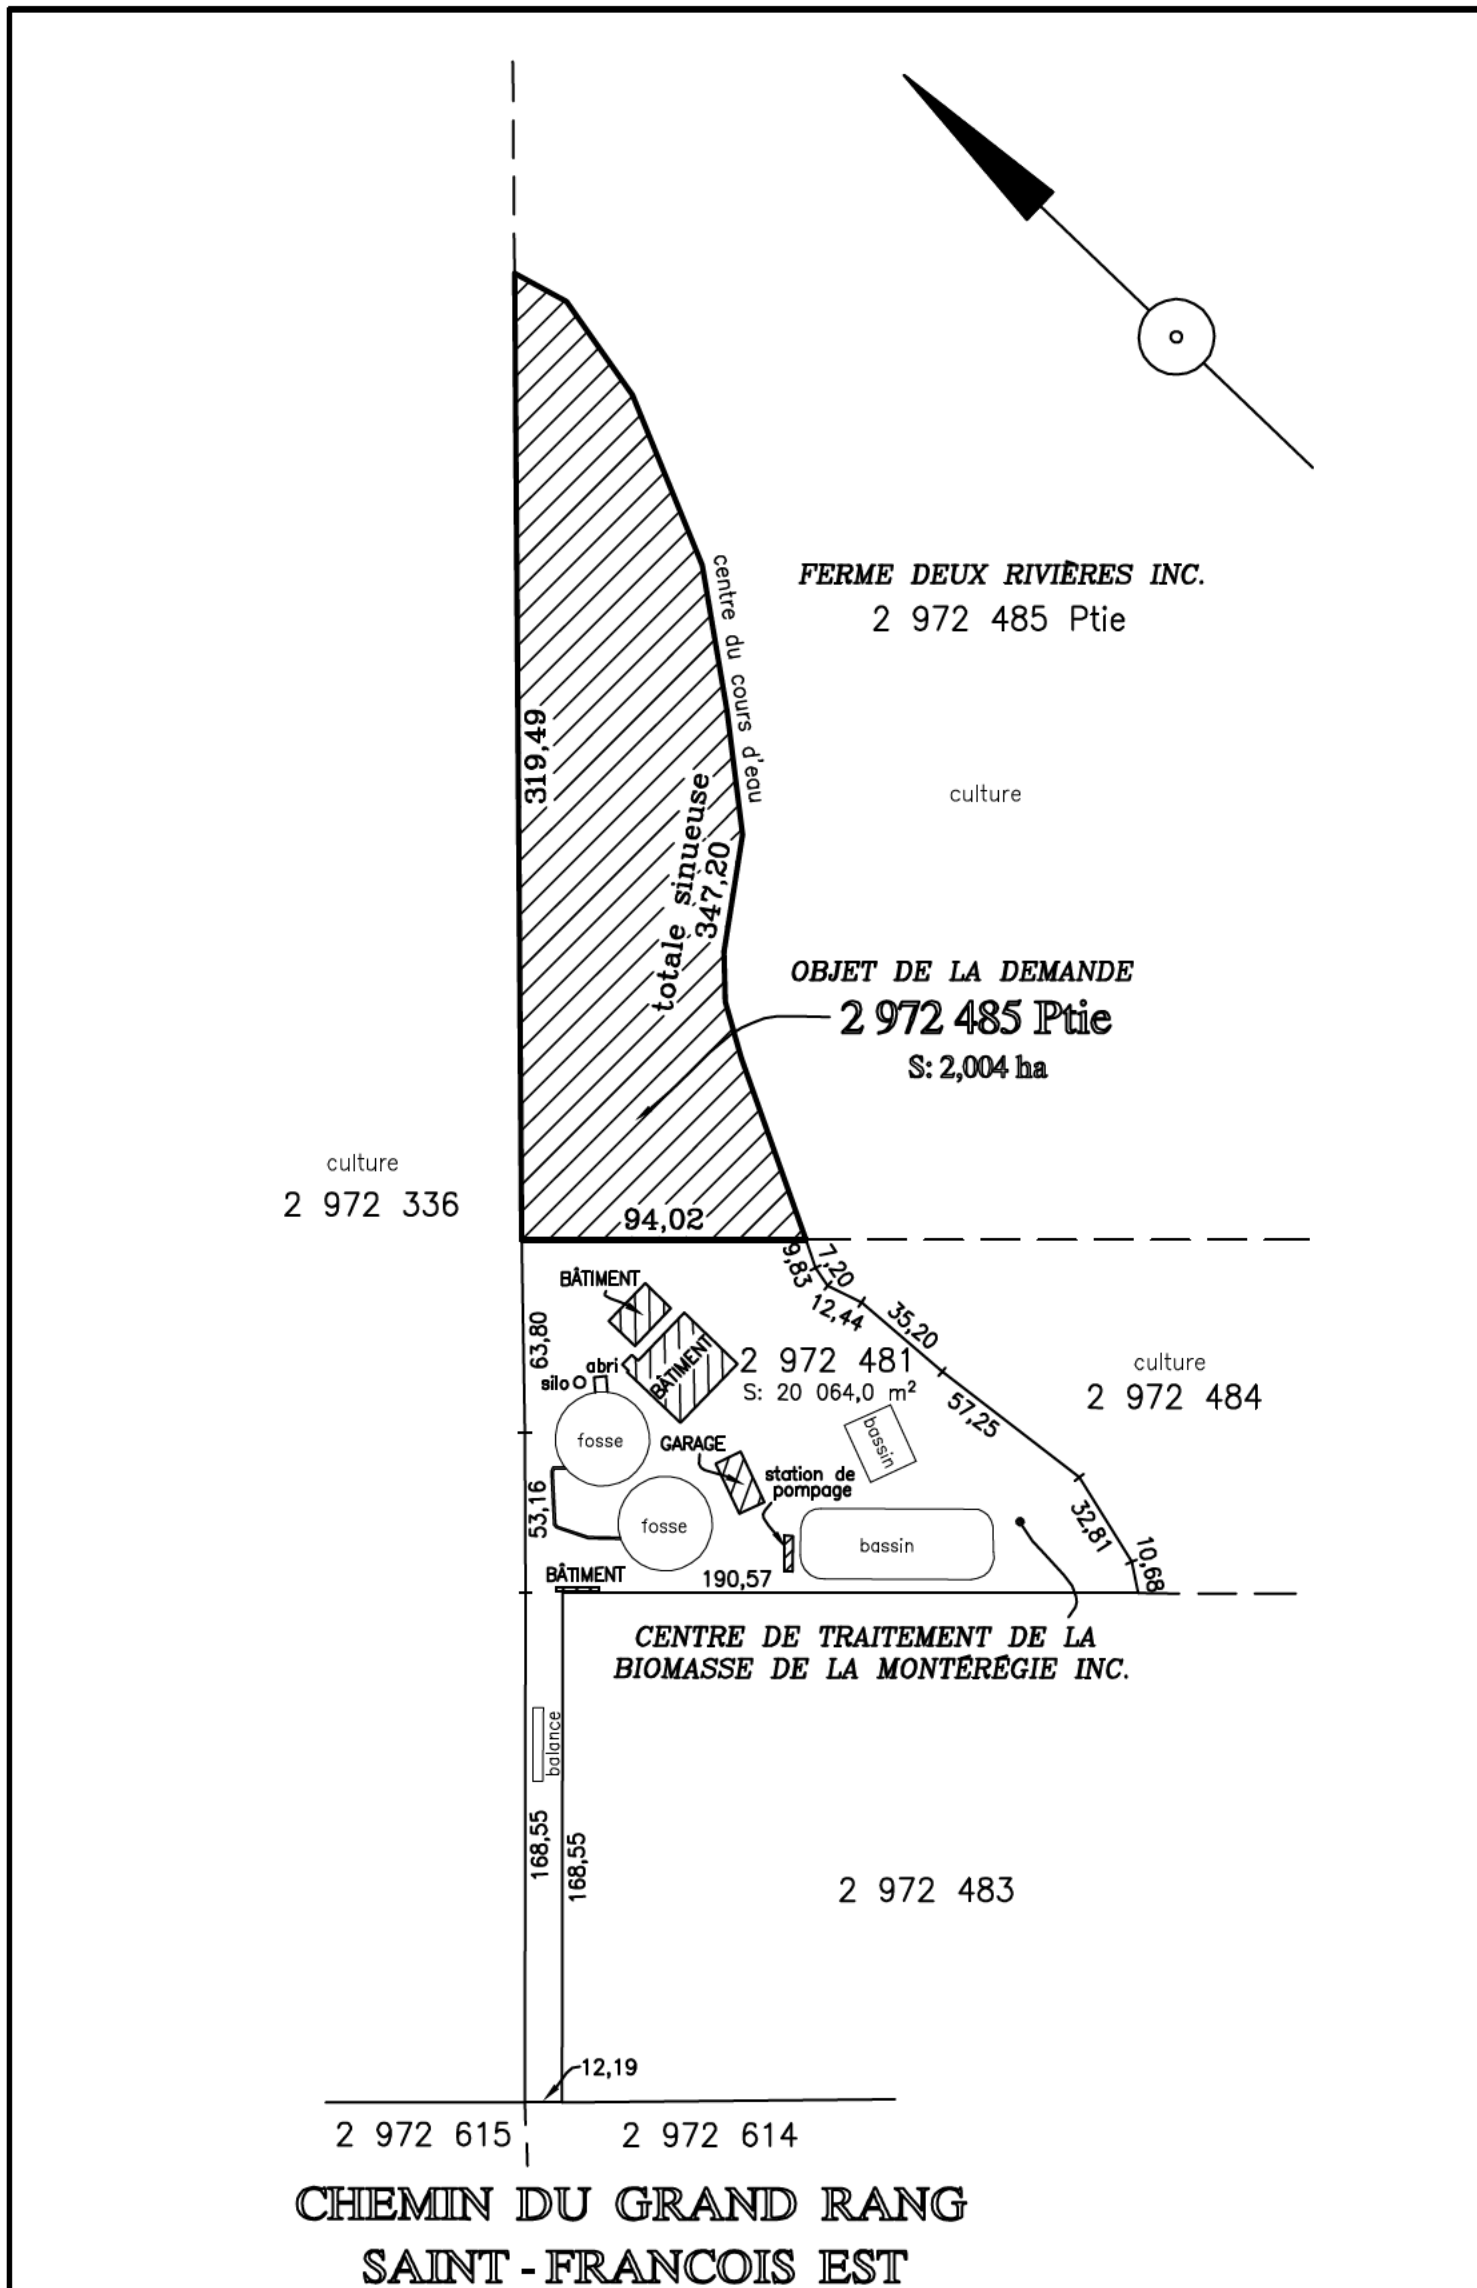 FERME DEUX RIVIÈRES INC.
2 972 485 Ptie
centre du cours d'eau
319,49
culture
totale sinueuse
347,20
OBJET DE LA DEMANDE
2 972 485 Ptie
S: 2,004 ha
culture
2 972 336
94,02
9,83
7,20
12,44
35,20
BÂTIMENT
63,80
BÂTIMENT
abri
silo
2 972 481
S: 20 064,0 m²
culture
2 972 484
57,25
fosse
GARAGE
bassin
station de
pompage
53,16
fosse
bassin
32,81
10,68
BÂTIMENT
190,57
CENTRE DE TRAITEMENT DE LA
BIOMASSE DE LA MONTÉRÉGIE INC.
balance
168,55
168,55
2 972 483
12,19
2 972 615
2 972 614
CHEMIN DU GRAND RANG
SAINT - FRANCOIS EST